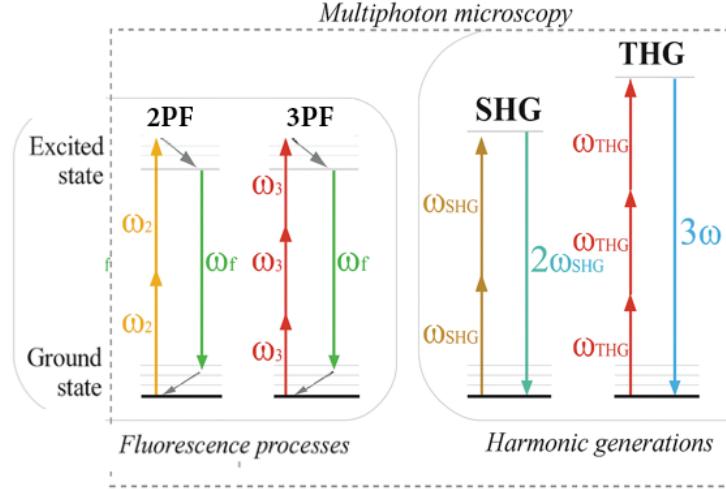 Multiphoton microscopy
THG
2PF 3PF SHG
Excited
state
ω₃ ωTHG
ωSHG
ω₂
f ωf ω₃ ωf 2ωSHG ωTHG 3ω
ω₂ ω₃ ωSHG ωTHG
Ground
state
Fluorescence processes Harmonic generations